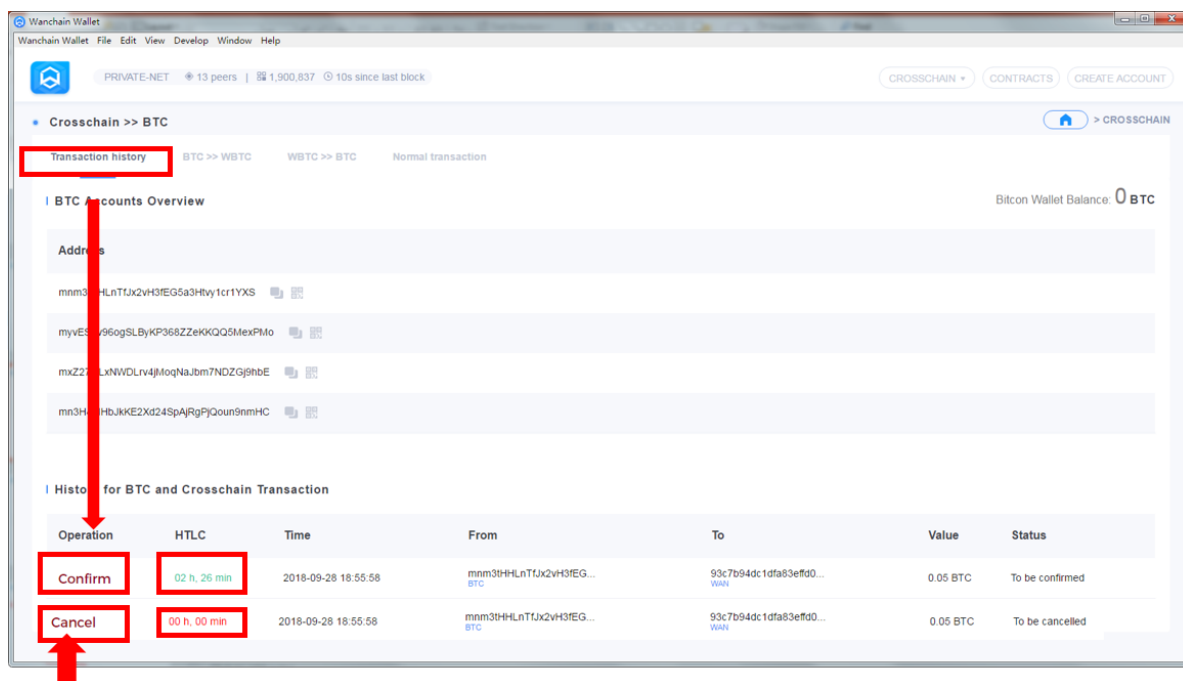 Wanchain Wallet
Wanchain Wallet File Edit View Develop Window Help
PRIVATE-NET 13 peers | 1,900,837 10s since last block
CROSSCHAIN CONTRACTS CREATE ACCOUNT
Crosschain >> BTC
> CROSSCHAIN
Transaction history BTC >> WBTC WBTC >> BTC Normal transaction
BTC Accounts Overview
Bitcon Wallet Balance: 0 BTC
Address
History for BTC and Crosschain Transaction
Operation HTLC Time From To Value Status
Confirm 02 h, 26 min 2018-09-28 18:55:58 mnm3tHHLnTfJx2vH3fEG... 93c7b94dc1dfa83effd0... 0.05 BTC To be confirmed
BTC WAN
Cancel 00 h, 00 min 2018-09-28 18:55:58 mnm3tHHLnTfJx2vH3fEG... 93c7b94dc1dfa83effd0... 0.05 BTC To be cancelled
BTC WAN